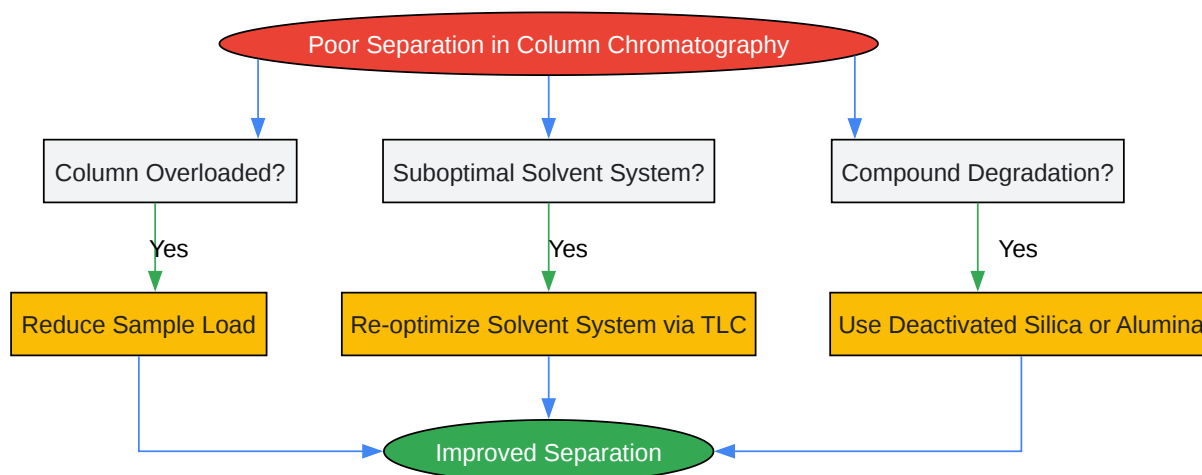 Poor Separation in Column Chromatography
Column Overloaded?
Suboptimal Solvent System?
Compound Degradation?
Yes
Yes
Yes
Reduce Sample Load
Re-optimize Solvent System via TLC
Use Deactivated Silica or Alumina
Improved Separation